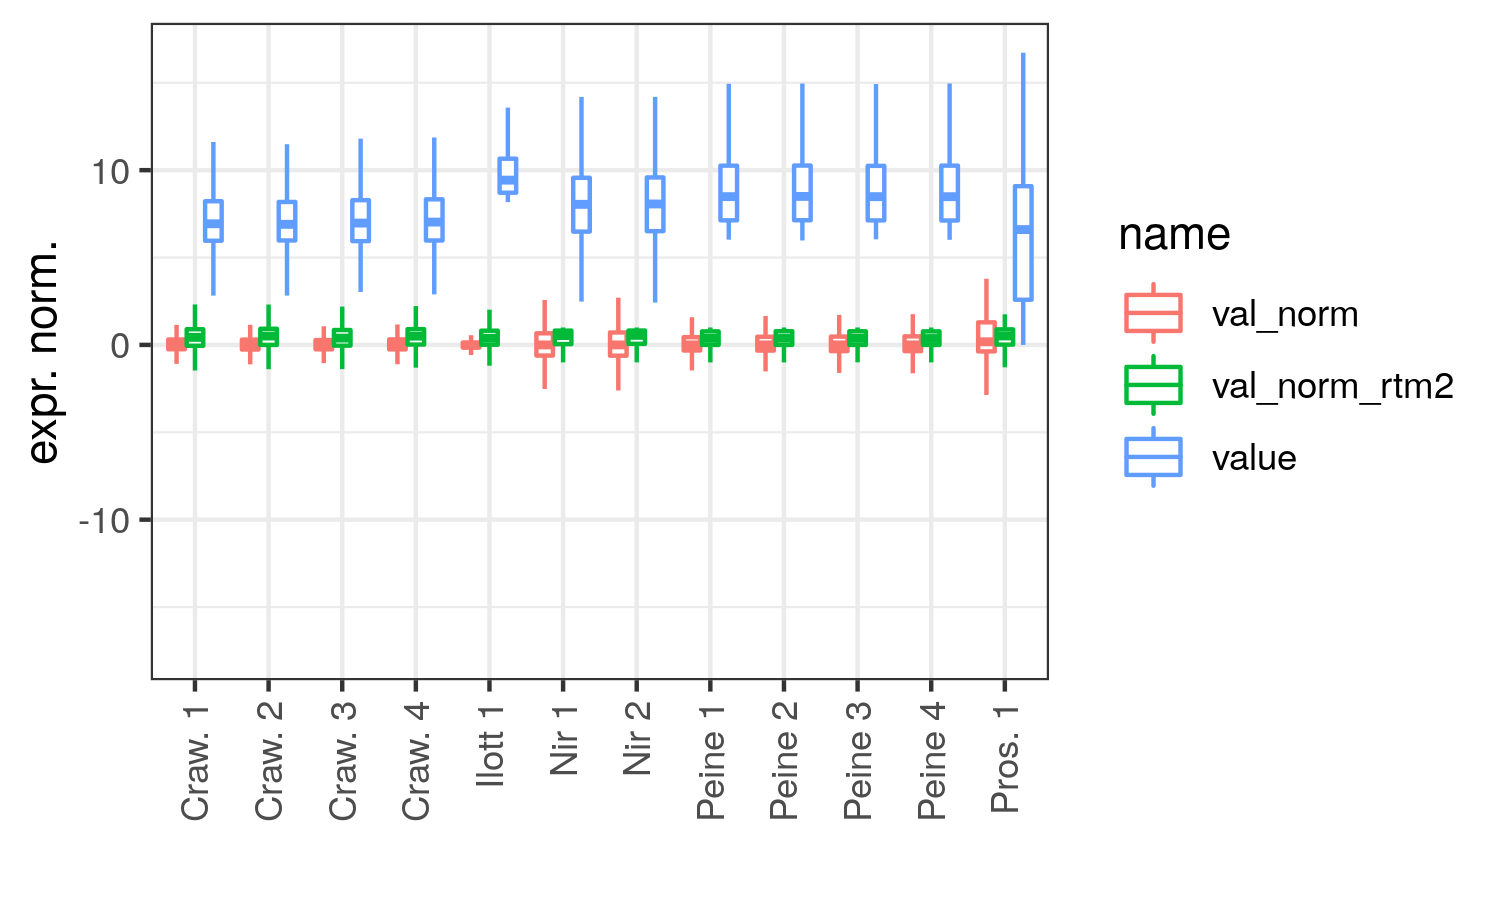 expr. norm.
10
0
-10
Craw. 1
Craw. 2
Craw. 3
Craw. 4
Ilott 1
Nir 1
Nir 2
Peine 1
Peine 2
Peine 3
Peine 4
Pros. 1
name
val_norm
val_norm_rtm2
value